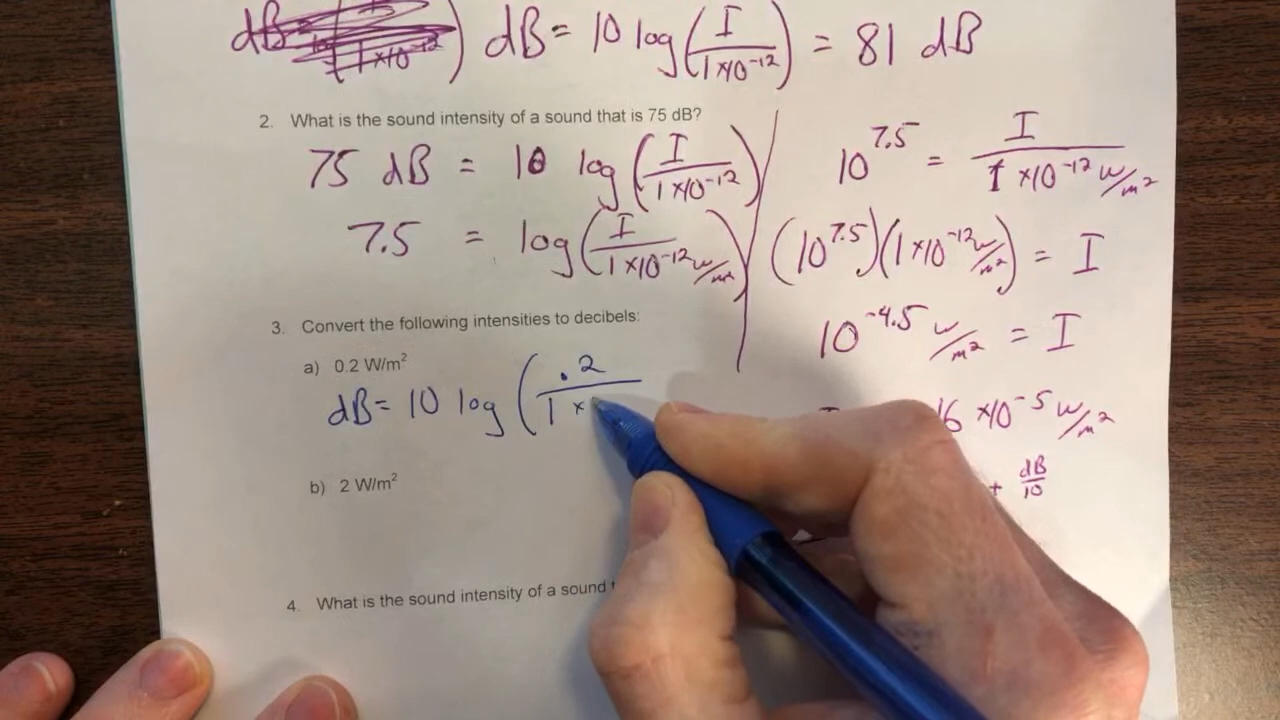 dB= dB= 10 log(I/1×10⁻¹²) = 81 dB
2. What is the sound intensity of a sound that is 75 dB?
75 dB = 10 log(I/1×10⁻¹²)
7.5 = log(I/1×10⁻¹² w/m²)
10^7.5 = I/1×10⁻¹² w/m²
(10^7.5)(1×10⁻¹² w/m²) = I
10^-4.5 w/m² = I
6 ×10⁻⁵ w/m²
+ dB/10
3. Convert the following intensities to decibels:
a) 0.2 W/m²
dB= 10 log (.2/1×
b) 2 W/m²
4. What is the sound intensity of a sound